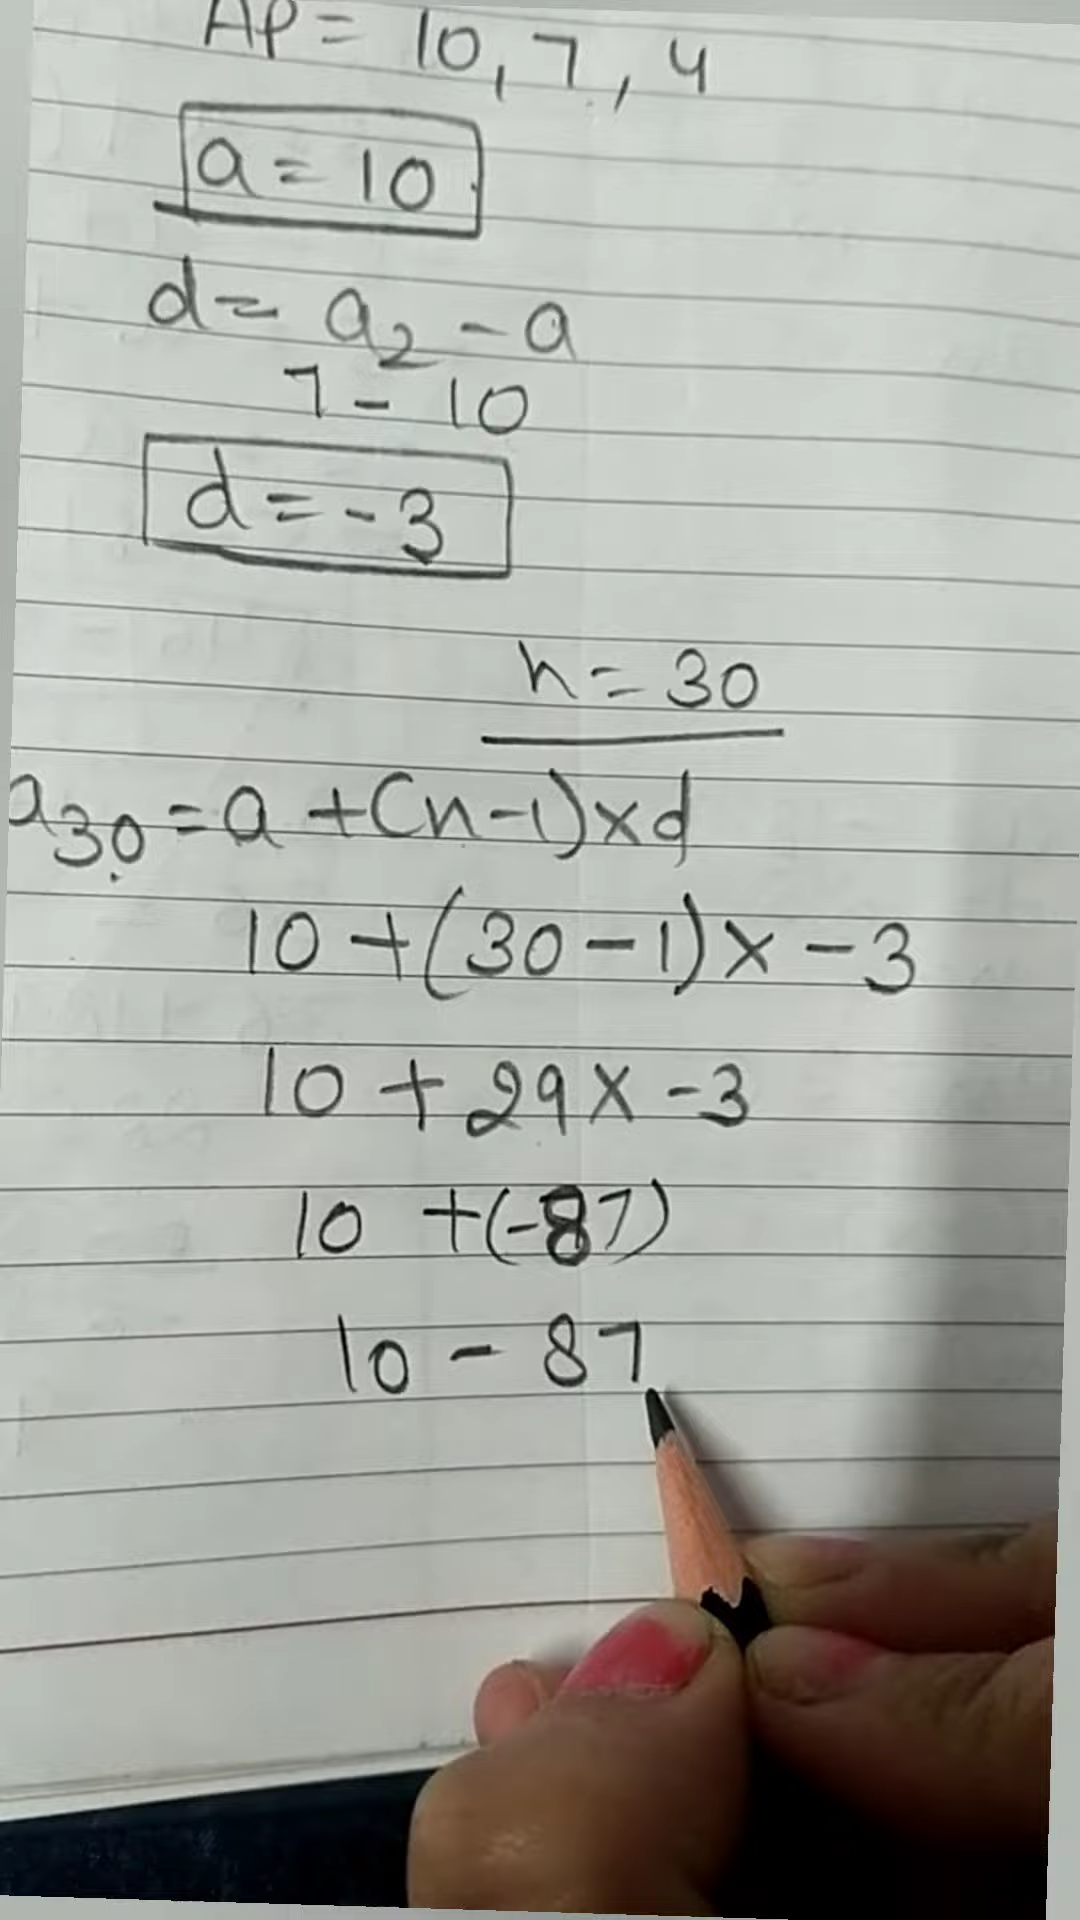 AP = 10, 7, 4
a = 10
d = a₂ - a
7 - 10
d = -3
n = 30
a₃₀ = a + (n-1) x d
10 + (30 - 1) x - 3
10 + 29 x -3
10 + (-87)
10 - 87